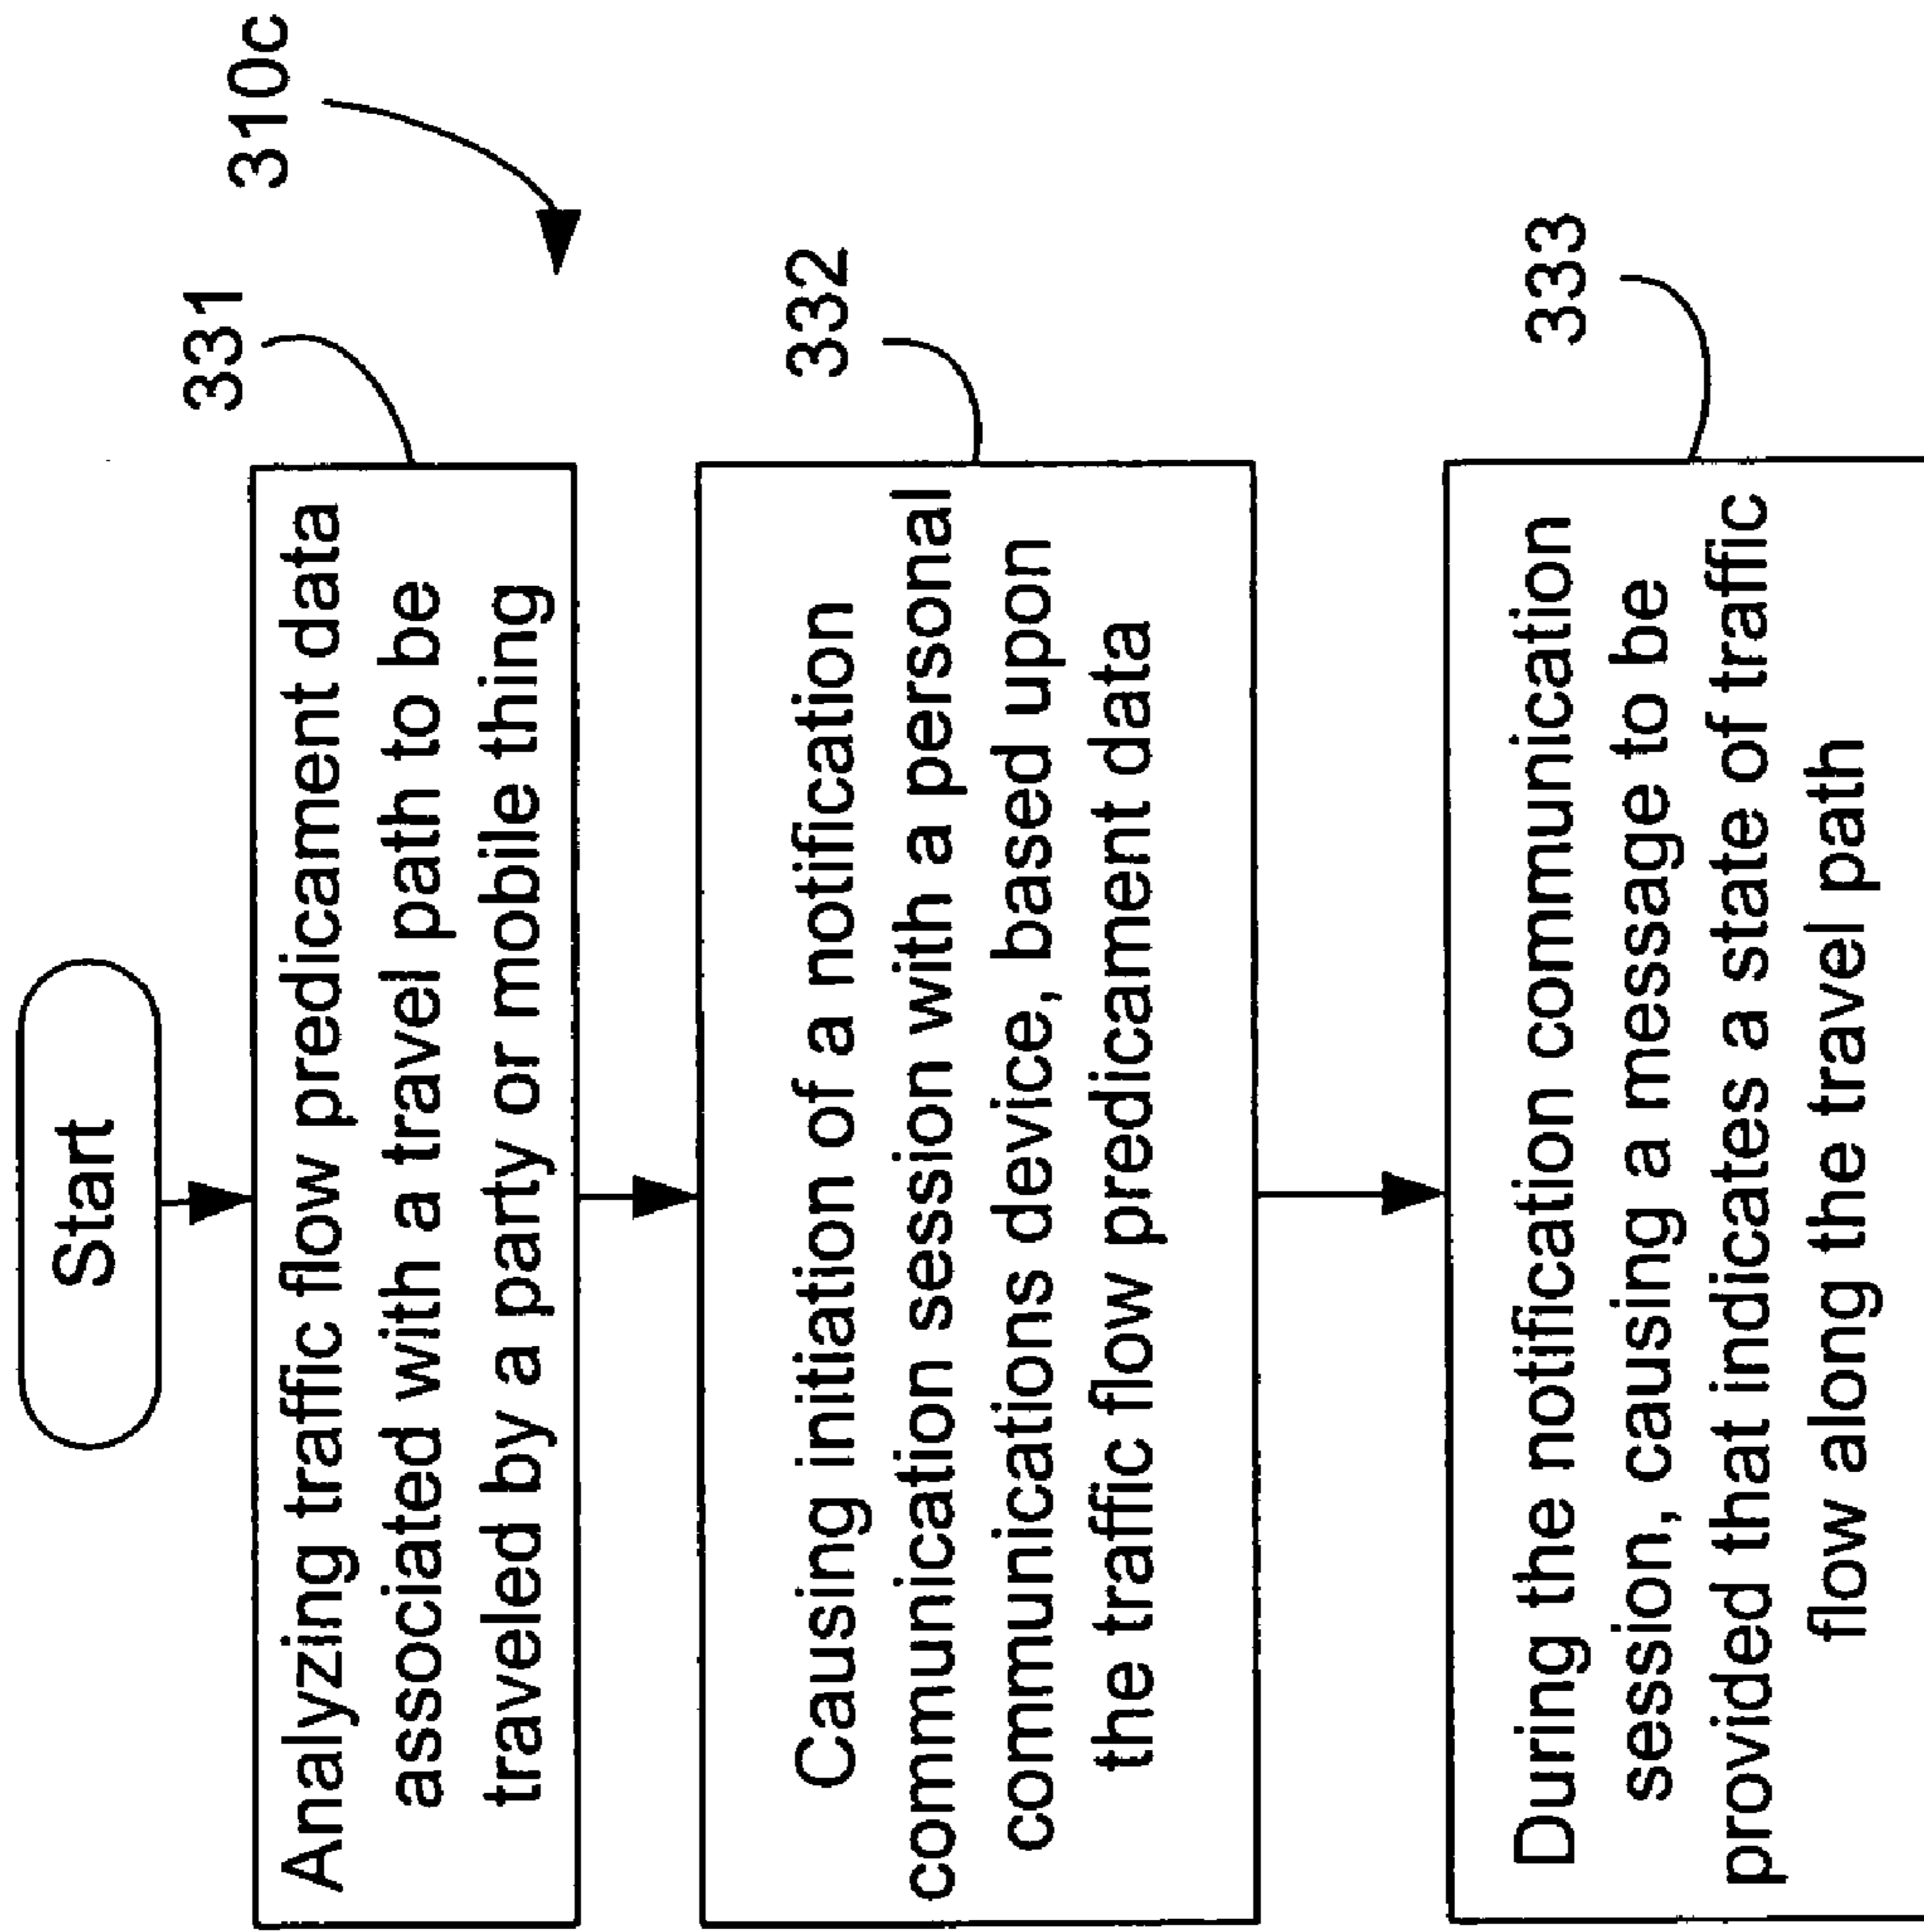 Start
310c
331
Analyzing traffic flow predicament data
associated with a travel path to be
traveled by a party or mobile thing
332
Causing initiation of a notification
communication session with a personal
communications device, based upon
the traffic flow predicament data
333
During the notification communication
session, causing a message to be
provided that indicates a state of traffic
flow along the travel path